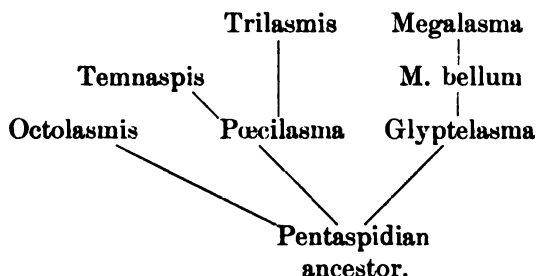 Trilasmis Megalasma
Temnaspis M. bellum
Octolasmis Pœcilasma Glyptelasma
Pentaspidian
ancestor.